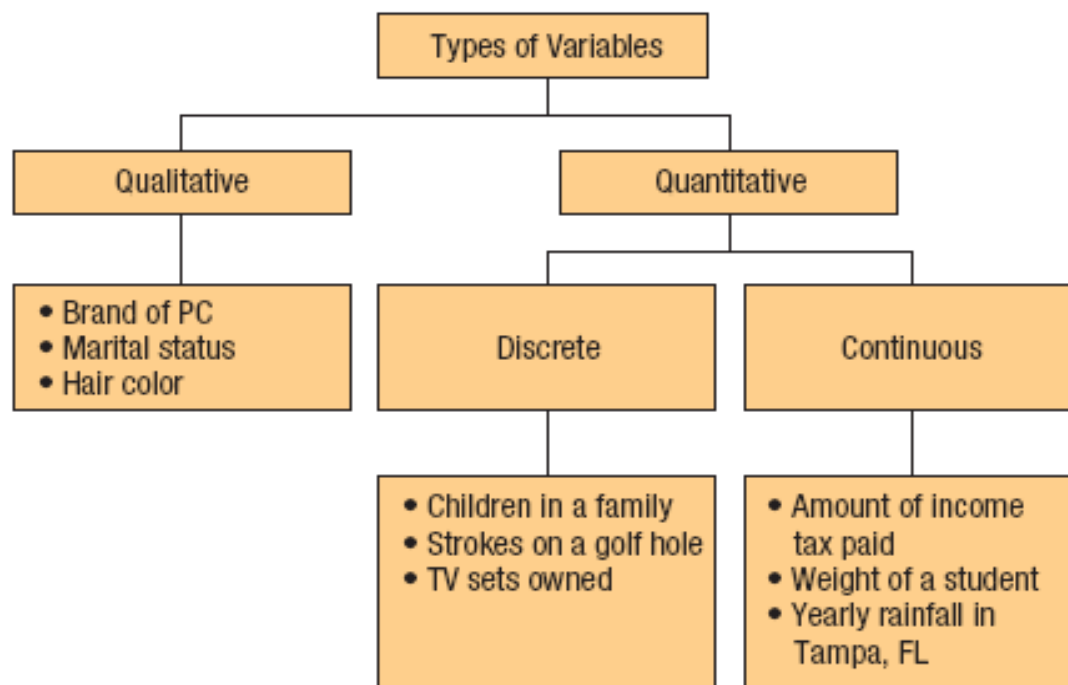 Types of Variables
Qualitative
Quantitative
• Brand of PC
• Marital status
• Hair color
Discrete
Continuous
• Children in a family
• Strokes on a golf hole
• TV sets owned
• Amount of income
tax paid
• Weight of a student
• Yearly rainfall in
Tampa, FL